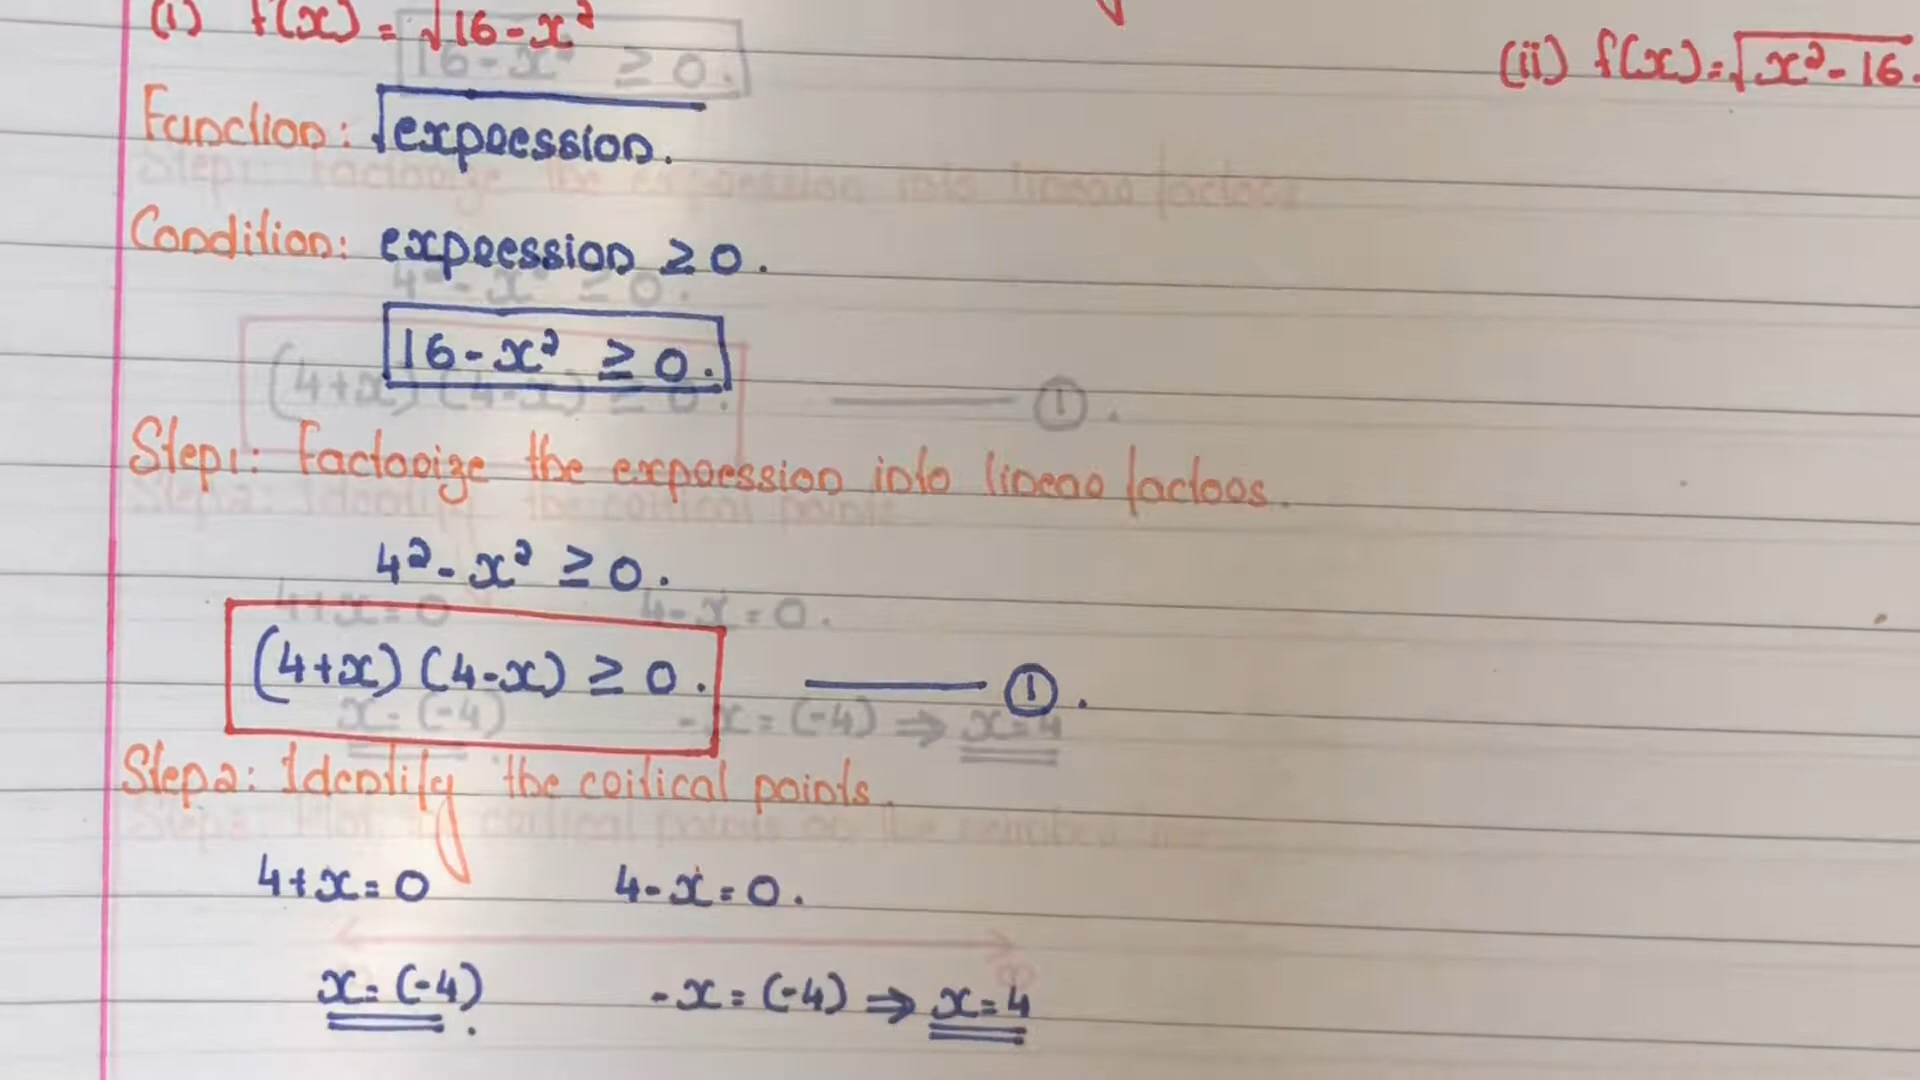 (i) f(x) = √16-x²
(ii) f(x)=√x²-16.
Function: √expression.
Condition: expression ≥0.
16-x² ≥ 0.
Step1: Factorize the expression into linear factors.
4²-x² ≥ 0.
(4+x) (4-x) ≥ 0. ——— ①.
Step2: Identify the critical points.
4+x=0 4-x=0.
x=(-4). -x=(-4) ⇒ x=4